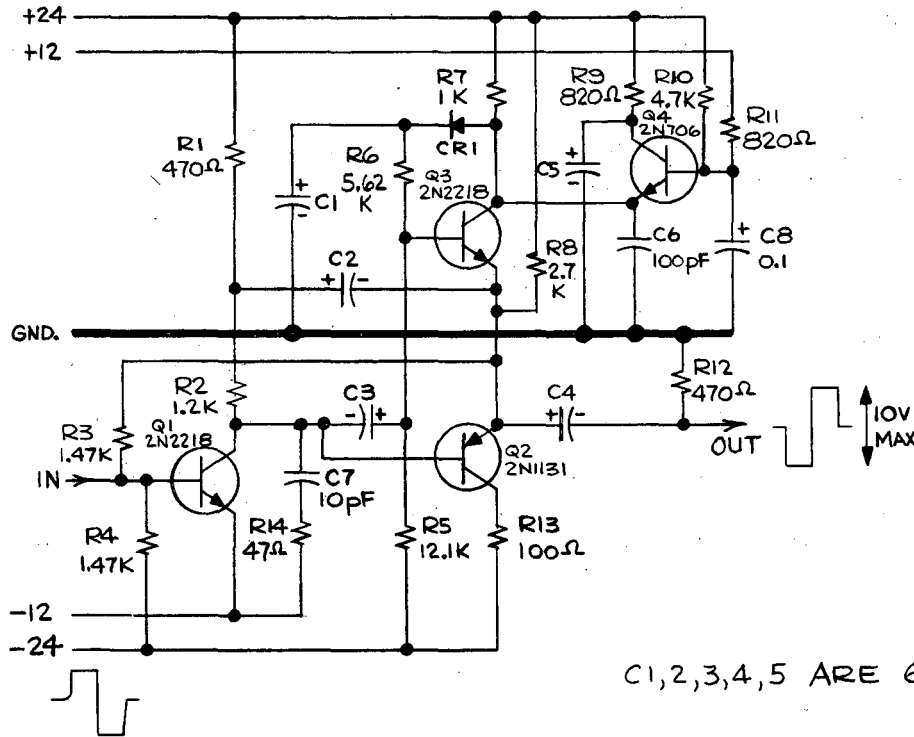 +24
+12
R1
470Ω
R7
1K
CR1
R6
5.62
K
C1
+
-
Q3
2N2218
C2
+
-
R9
820Ω
Q4
2N706
R10
4.7K
R11
820Ω
C5
+
-
R8
2.7
K
C6
100pF
+
C8
0.1
GND.
R2
1.2K
Q1
2N2218
R3
1.47K
IN
C3
-
+
C7
10pF
R14
47Ω
R4
1.47K
R5
12.1K
Q2
2N1131
R13
100Ω
C4
+
-
R12
470Ω
OUT
10V
MAX
-12
-24
C1,2,3,4,5 ARE 6